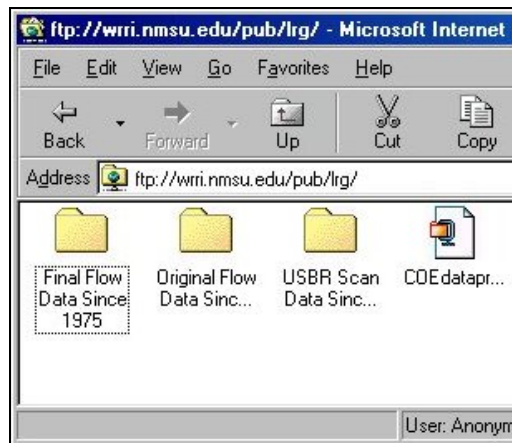 ftp://wrri.nmsu.edu/pub/lrg/ - Microsoft Internet
File Edit View Go Favorites Help
Back Forward Up Cut Copy
Address ftp://wrri.nmsu.edu/pub/lrg/
Final Flow Data Since 1975
Original Flow Data Sinc...
USBR Scan Data Sinc...
COEdatapr...
User: Anonym